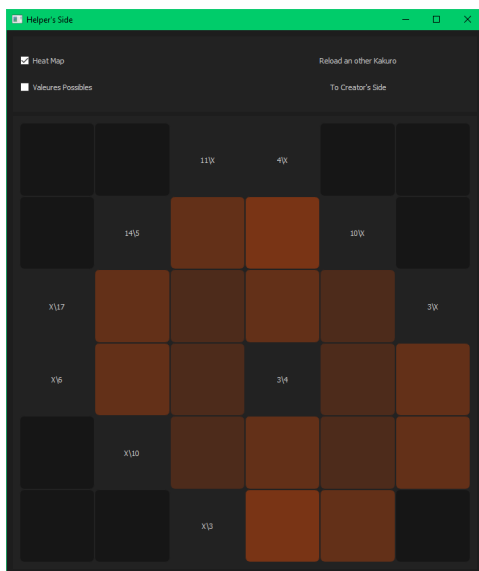 Helper's Side
Heat Map
Reload an other Kakuro
Valeures Possibles
To Creator's Side
11\X 4\X
14\5 10\X
X\17 3\X
X\6 3\4
X\10
X\3